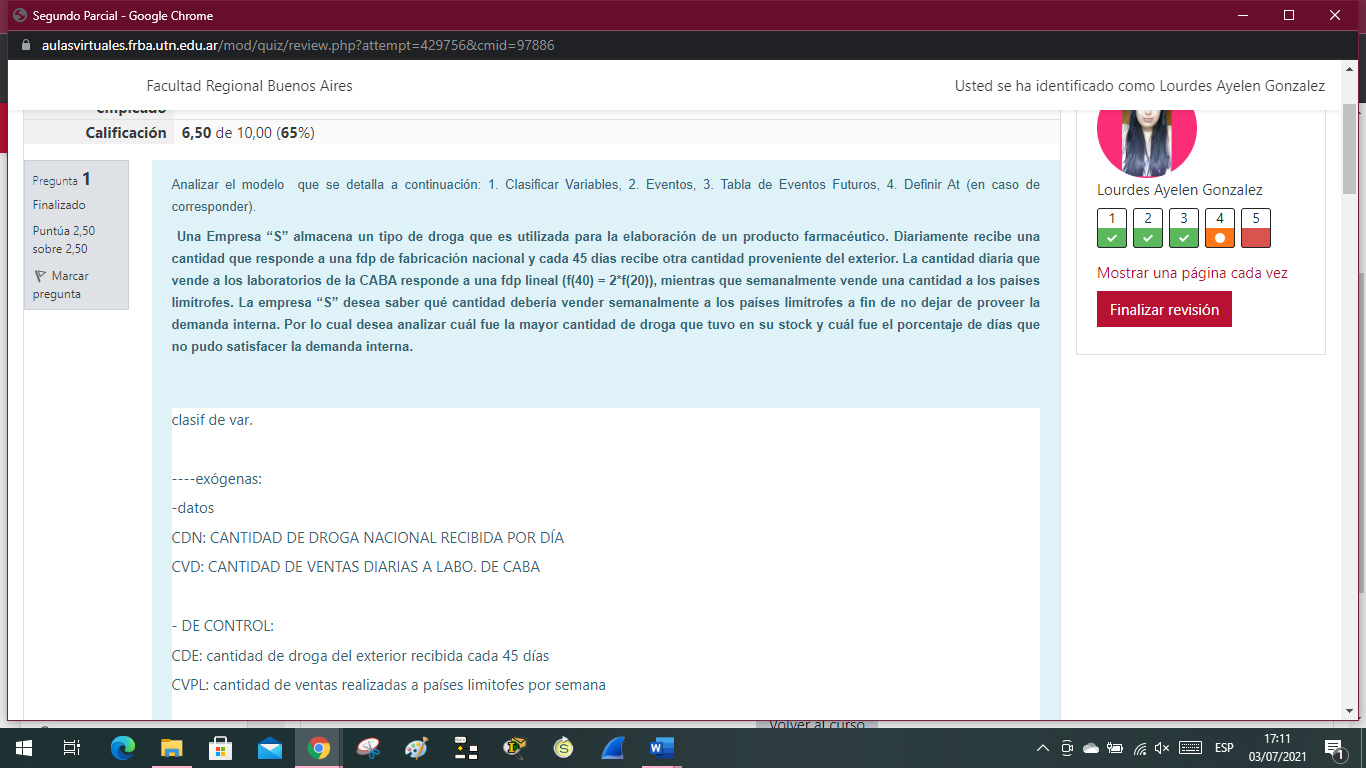 Segundo Parcial - Google Chrome
aulasvirtuales.frba.utn.edu.ar/mod/quiz/review.php?attempt=429756&cmid=97886
Facultad Regional Buenos Aires
Usted se ha identificado como Lourdes Ayelen Gonzalez
empleado
Calificación 6,50 de 10,00 (65%)
Pregunta 1
Finalizado
Puntúa 2,50
sobre 2,50
Marcar
pregunta
Analizar el modelo que se detalla a continuación: 1. Clasificar Variables, 2. Eventos, 3. Tabla de Eventos Futuros, 4. Definir At (en caso de
corresponder).
Una Empresa “S” almacena un tipo de droga que es utilizada para la elaboración de un producto farmacéutico. Diariamente recibe una
cantidad que responde a una fdp de fabricación nacional y cada 45 días recibe otra cantidad proveniente del exterior. La cantidad diaria que
vende a los laboratorios de la CABA responde a una fdp lineal (f(40) = 2*f(20)), mientras que semanalmente vende una cantidad a los países
limítrofes. La empresa “S” desea saber qué cantidad debería vender semanalmente a los países limítrofes a fin de no dejar de proveer la
demanda interna. Por lo cual desea analizar cuál fue la mayor cantidad de droga que tuvo en su stock y cuál fue el porcentaje de días que
no pudo satisfacer la demanda interna.
clasif de var.
----exógenas:
-datos
CDN: CANTIDAD DE DROGA NACIONAL RECIBIDA POR DÍA
CVD: CANTIDAD DE VENTAS DIARIAS A LABO. DE CABA
- DE CONTROL:
CDE: cantidad de droga del exterior recibida cada 45 días
CVPL: cantidad de ventas realizadas a países limitofes por semana
Lourdes Ayelen Gonzalez
1 2 3 4 5
Mostrar una página cada vez
Finalizar revisión
Volver al curso
ESP
17:11
03/07/2021
1